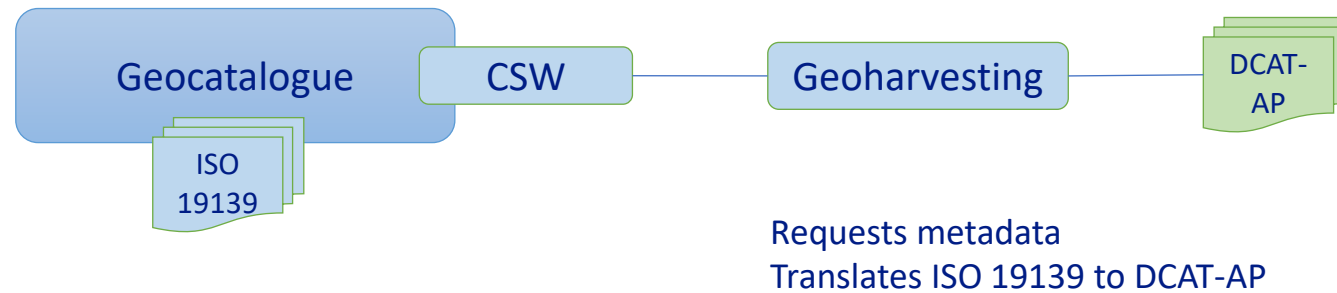 Geocatalogue
CSW
Geoharvesting
DCAT-
AP
ISO
19139
Requests metadata
Translates ISO 19139 to DCAT-AP